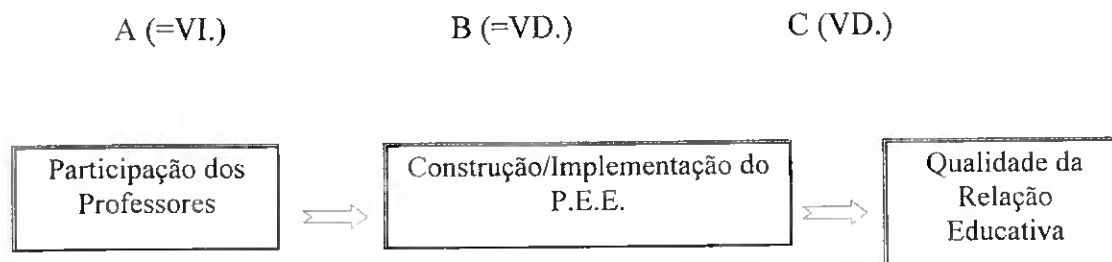 A (=VI.) B (=VD.) C (VD.)
Participação dos
Professores
Construção/Implementação do
P.E.E.
Qualidade da
Relação
Educativa